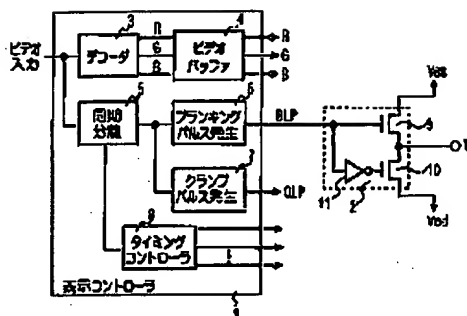 3
4
ビデオ
入力
デコーダ
R
G
B
ビデオ
バッファ
R
G
B
5
同期
分離
6
ブランキング
パルス発生
BLP
7
クランプ
パルス発生
CLP
8
タイミング
コントローラ
表示コントローラ
1
9
10
11
2